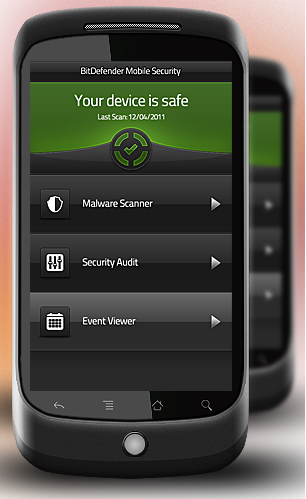 BitDefender Mobile Security
Your device is safe
Last Scan: 12/04/2011
Malware Scanner
Security Audit
Event Viewer